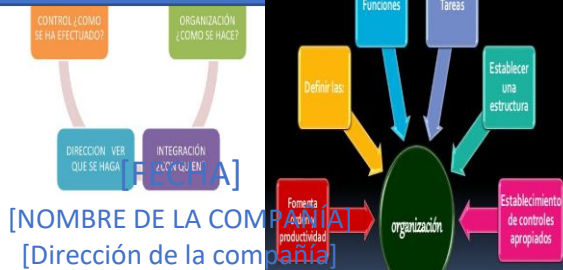 CONTROL ¿COMO
SE HA EFECTUADO?
ORGANIZACIÓN
¿COMO SE HACE?
DIRECCION VER
QUE SE HAGA
INTEGRACIÓN
¿CON QUIEN?
Funciones
Tareas
Definir las:
Establecer
una
estructura
Fomenta
productividad
organización
Establecimiento
de controles
apropiados
[FECHA]
[NOMBRE DE LA COMPAÑÍA]
[Dirección de la compañía]